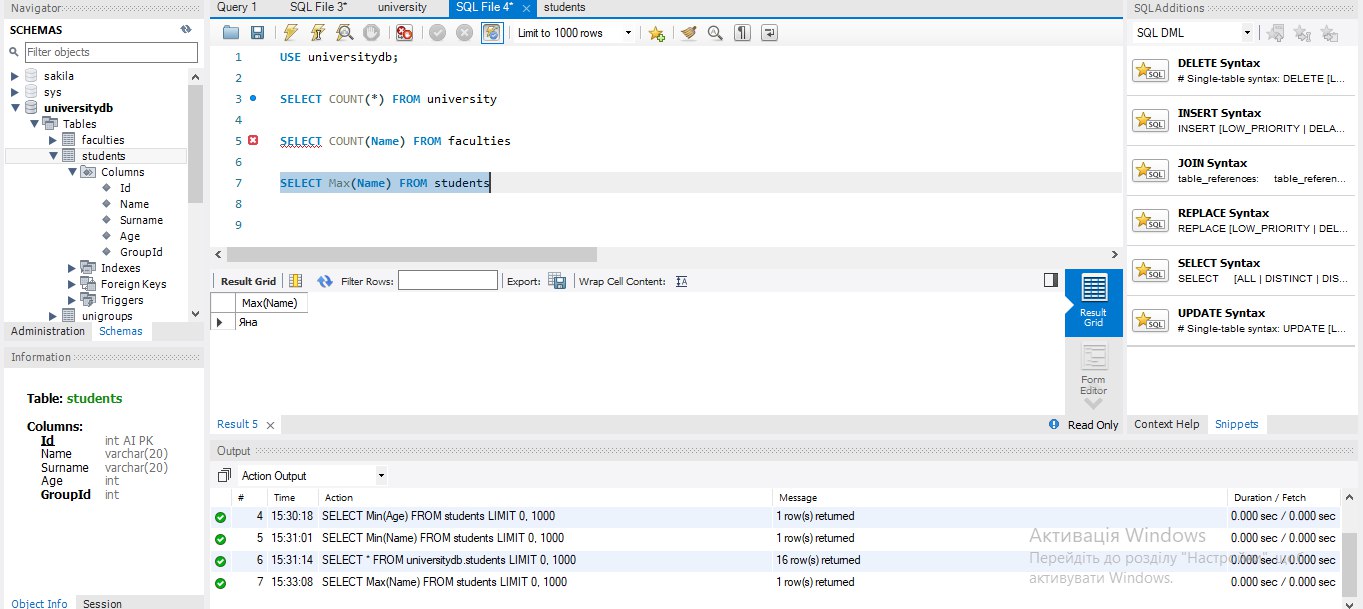 Navigator
SCHEMAS
Filter objects
sakila
sys
universitydb
Tables
faculties
students
Columns
Id
Name
Surname
Age
GroupId
Indexes
Foreign Keys
Triggers
unigroups
Administration Schemas
Information
Table: students
Columns:
Id int AI PK
Name varchar(20)
Surname varchar(20)
Age int
GroupId int
Object Info Session
Query 1 SQL File 3* university SQL File 4* students
Limit to 1000 rows
1 USE universitydb;
2
3 SELECT COUNT(*) FROM university
4
5 SELECT COUNT(Name) FROM faculties
6
7 SELECT Max(Name) FROM students
8
9
Result Grid Filter Rows: Export: Wrap Cell Content:
Max(Name)
Яна
Result Grid
Form Editor
Result 5 Read Only
Output
Action Output
# Time Action Message Duration / Fetch
4 15:30:18 SELECT Min(Age) FROM students LIMIT 0, 1000 1 row(s) returned 0.000 sec / 0.000 sec
5 15:31:01 SELECT Min(Name) FROM students LIMIT 0, 1000 1 row(s) returned 0.000 sec / 0.000 sec
6 15:31:14 SELECT * FROM universitydb.students LIMIT 0, 1000 16 row(s) returned 0.000 sec / 0.000 sec
7 15:33:08 SELECT Max(Name) FROM students LIMIT 0, 1000 1 row(s) returned 0.000 sec / 0.000 sec
Активація Windows
Перейдіть до розділу "Настройки", щоб
активувати Windows.
SQLAdditions
SQL DML
DELETE Syntax
# Single-table syntax: DELETE [L...
INSERT Syntax
INSERT [LOW_PRIORITY | DELA...
JOIN Syntax
table_references: table_referen...
REPLACE Syntax
REPLACE [LOW_PRIORITY | DEL...
SELECT Syntax
SELECT [ALL | DISTINCT | DIS...
UPDATE Syntax
# Single-table syntax: UPDATE [L...
Context Help Snippets